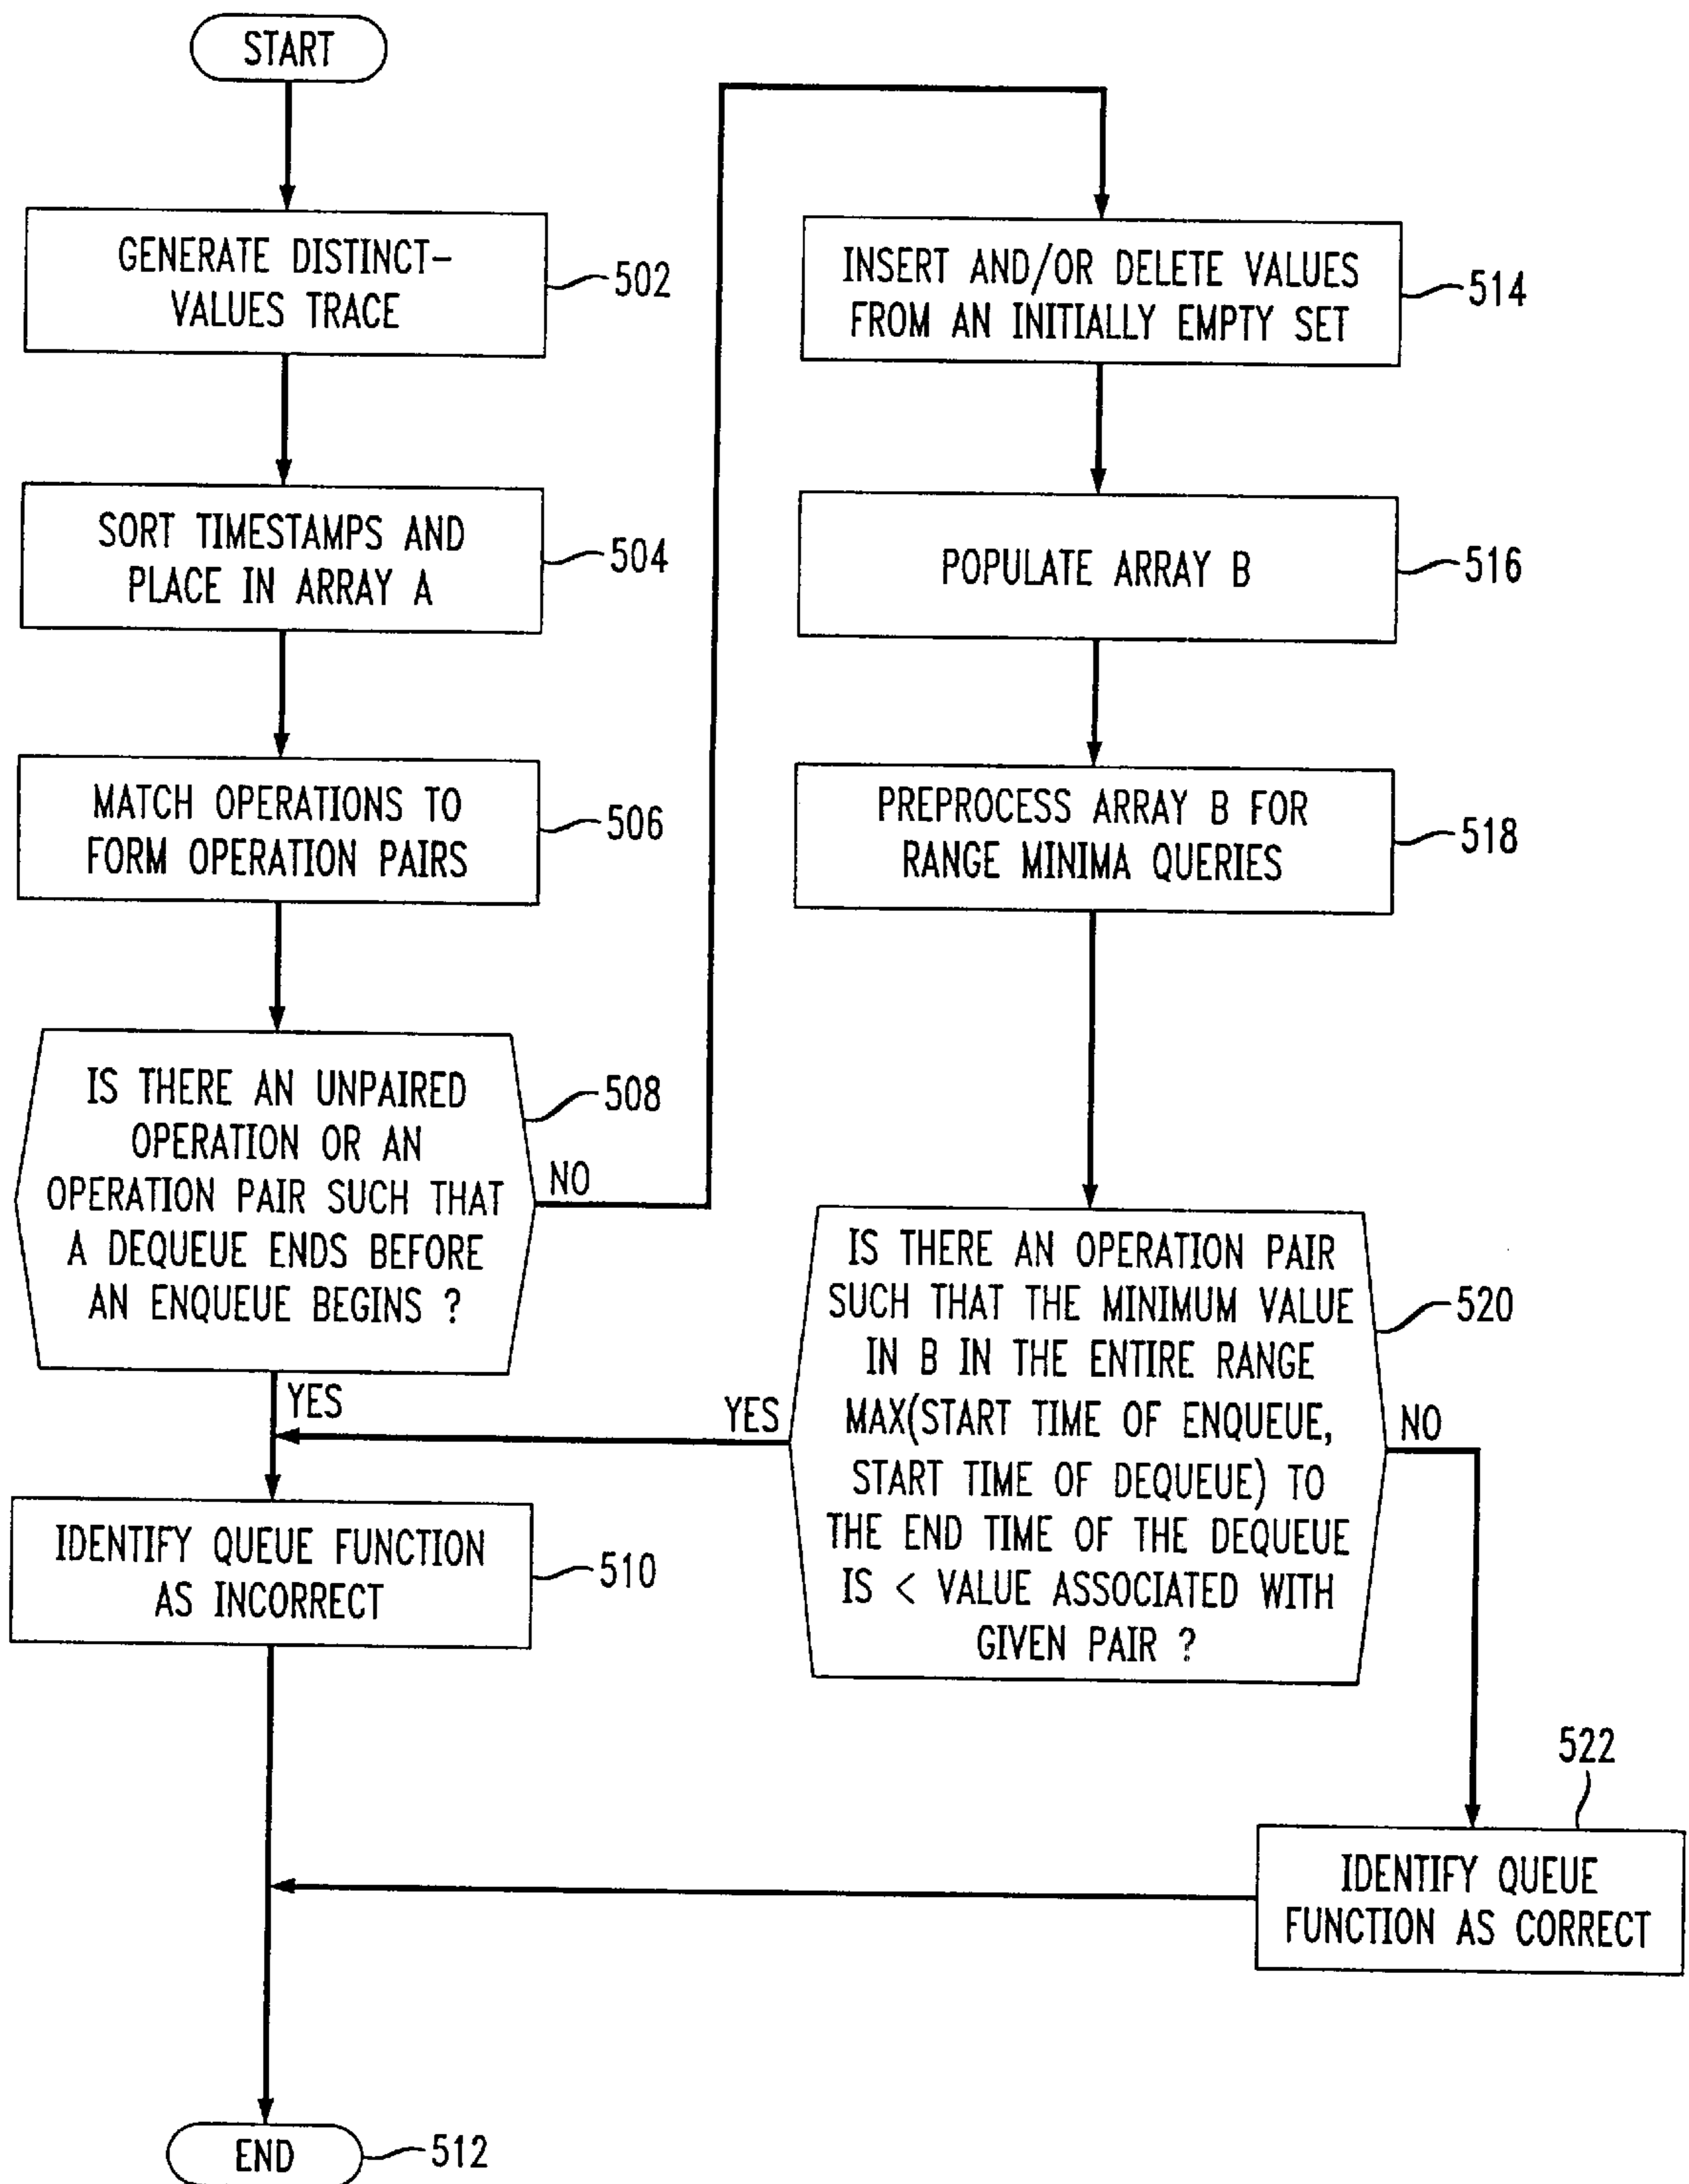 START
GENERATE DISTINCT-
VALUES TRACE
502
SORT TIMESTAMPS AND
PLACE IN ARRAY A
504
MATCH OPERATIONS TO
FORM OPERATION PAIRS
506
IS THERE AN UNPAIRED
OPERATION OR AN
OPERATION PAIR SUCH THAT
A DEQUEUE ENDS BEFORE
AN ENQUEUE BEGINS ?
508
NO
YES
IDENTIFY QUEUE FUNCTION
AS INCORRECT
510
END
512
INSERT AND/OR DELETE VALUES
FROM AN INITIALLY EMPTY SET
514
POPULATE ARRAY B
516
PREPROCESS ARRAY B FOR
RANGE MINIMA QUERIES
518
IS THERE AN OPERATION PAIR
SUCH THAT THE MINIMUM VALUE
IN B IN THE ENTIRE RANGE
MAX(START TIME OF ENQUEUE,
START TIME OF DEQUEUE) TO
THE END TIME OF THE DEQUEUE
IS < VALUE ASSOCIATED WITH
GIVEN PAIR ?
520
YES
NO
522
IDENTIFY QUEUE
FUNCTION AS CORRECT